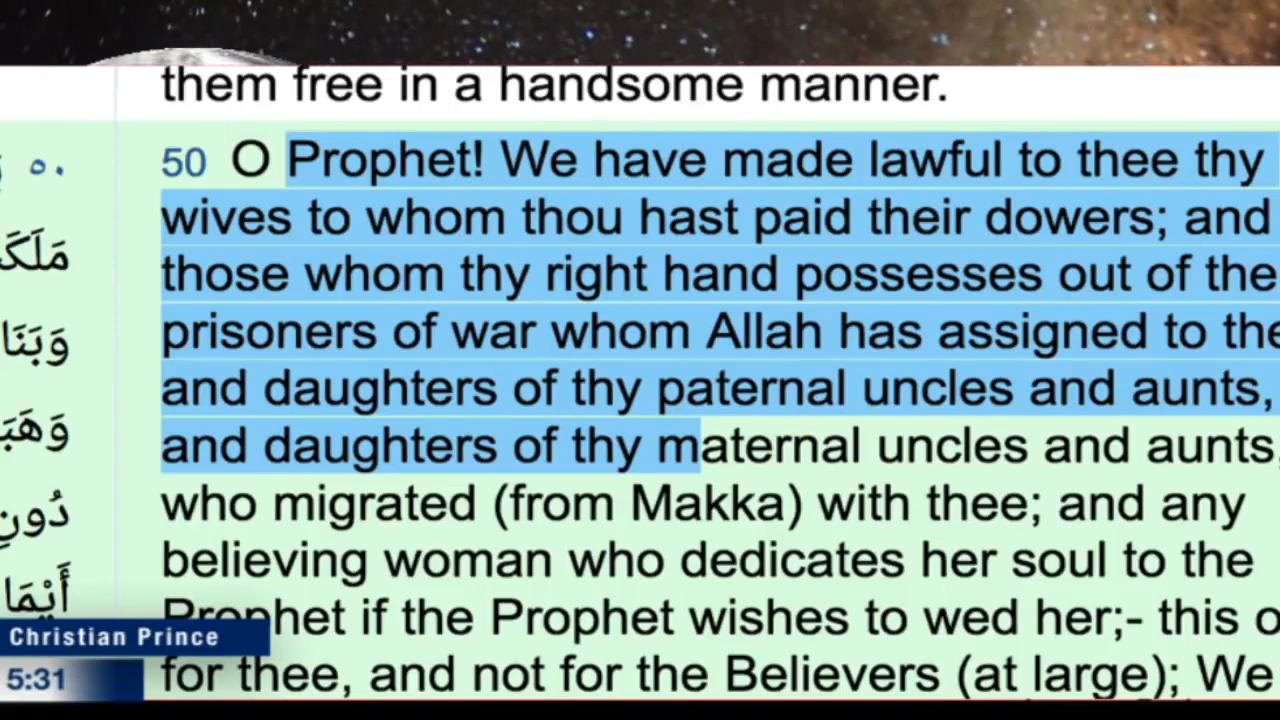 them free in a handsome manner.
٥٠
50 O Prophet! We have made lawful to thee thy
wives to whom thou hast paid their dowers; and
مَلَكَ
those whom thy right hand possesses out of the
prisoners of war whom Allah has assigned to the
وَبَنَا
and daughters of thy paternal uncles and aunts,
وَهَبَ
and daughters of thy maternal uncles and aunts,
دُونِ
who migrated (from Makka) with thee; and any
believing woman who dedicates her soul to the
أَيْمَا
Prophet if the Prophet wishes to wed her;- this o
for thee, and not for the Believers (at large); We
Christian Prince
5:31